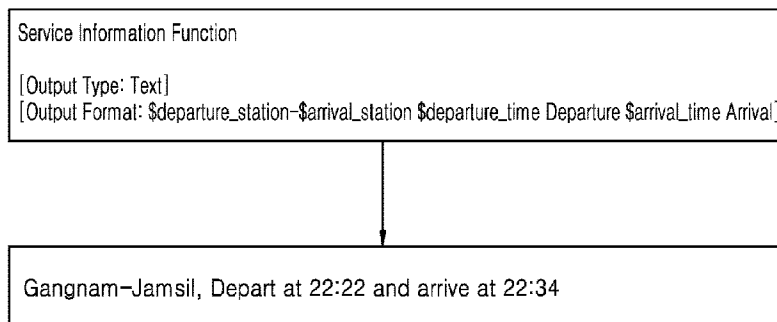 Service Information Function
[Output Type: Text]
[Output Format: $departure_station-$arrival_station $departure_time Departure $arrival_time Arrival]
Gangnam-Jamsil, Depart at 22:22 and arrive at 22:34